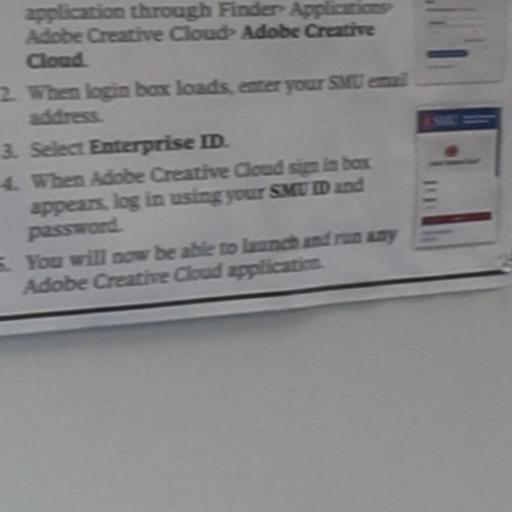 application through Finder> Applications>
Adobe Creative Cloud> Adobe Creative
Cloud.
2. When login box loads, enter your SMU email
address.
3. Select Enterprise ID.
4. When Adobe Creative Cloud sign in box
appears, log in using your SMU ID and
password.
5. You will now be able to launch and run any
Adobe Creative Cloud application.
SMU